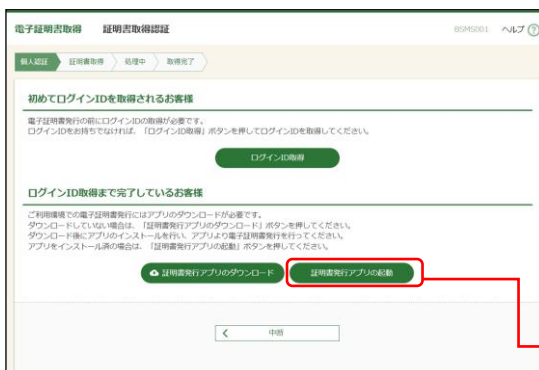 電子証明書取得 証明書取得認証
BSMS001 ヘルプ ?
個人認証 証明書取得 処理中 取得完了
初めてログインIDを取得されるお客様
電子証明書発行の前にログインIDの取得が必要です。
ログインIDをお持ちでなければ、「ログインID取得」ボタンを押してログインIDを取得してください。
ログインID取得
ログインID取得まで完了しているお客様
ご利用環境での電子証明書発行にはアプリのダウンロードが必要です。
ダウンロードしていない場合は、「証明書発行アプリのダウンロード」ボタンを押してください。
ダウンロード後にアプリのインストールを行い、アプリより電子証明書発行を行ってください。
アプリをインストール済の場合は、「証明書発行アプリの起動」ボタンを押してください。
証明書発行アプリのダウンロード 証明書発行アプリの起動
中断